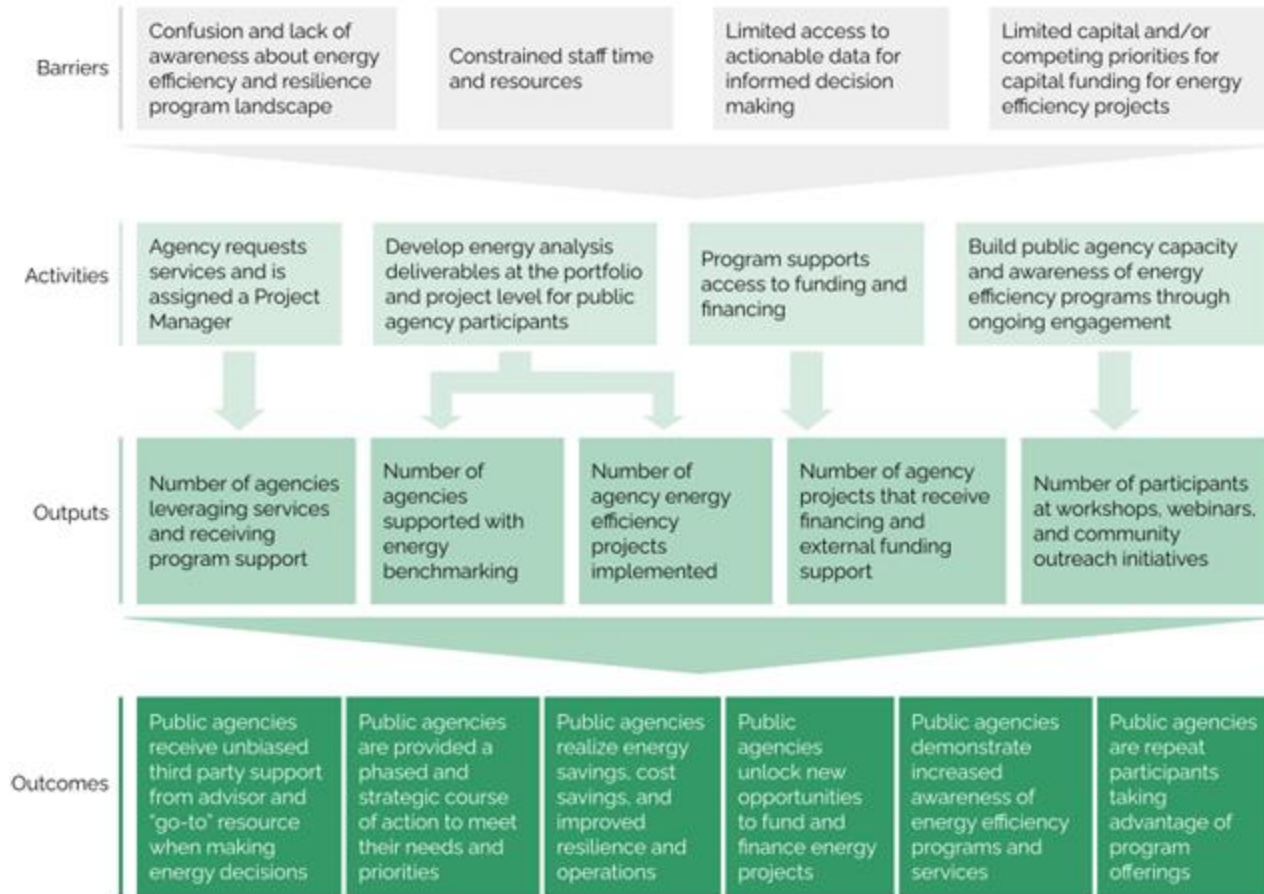 Barriers
Confusion and lack of
awareness about energy
efficiency and resilience
program landscape
Constrained staff time
and resources
Limited access to
actionable data for
informed decision
making
Limited capital and/or
competing priorities for
capital funding for energy
efficiency projects
Activities
Agency requests
services and is
assigned a Project
Manager
Develop energy analysis
deliverables at the portfolio
and project level for public
agency participants
Program supports
access to funding and
financing
Build public agency capacity
and awareness of energy
efficiency programs through
ongoing engagement
Outputs
Number of agencies
leveraging services
and receiving
program support
Number of
agencies
supported with
energy
benchmarking
Number of
agency energy
efficiency
projects
implemented
Number of agency
projects that receive
financing and
external funding
support
Number of participants
at workshops, webinars,
and community
outreach initiatives
Outcomes
Public agencies
receive unbiased
third party support
from advisor and
"go-to" resource
when making
energy decisions
Public agencies
are provided a
phased and
strategic course
of action to meet
their needs and
priorities
Public agencies
realize energy
savings, cost
savings, and
improved
resilience and
operations
Public
agencies
unlock new
opportunities
to fund and
finance energy
projects
Public agencies
demonstrate
increased
awareness of
energy efficiency
programs and
services
Public agencies
are repeat
participants
taking
advantage of
program
offerings